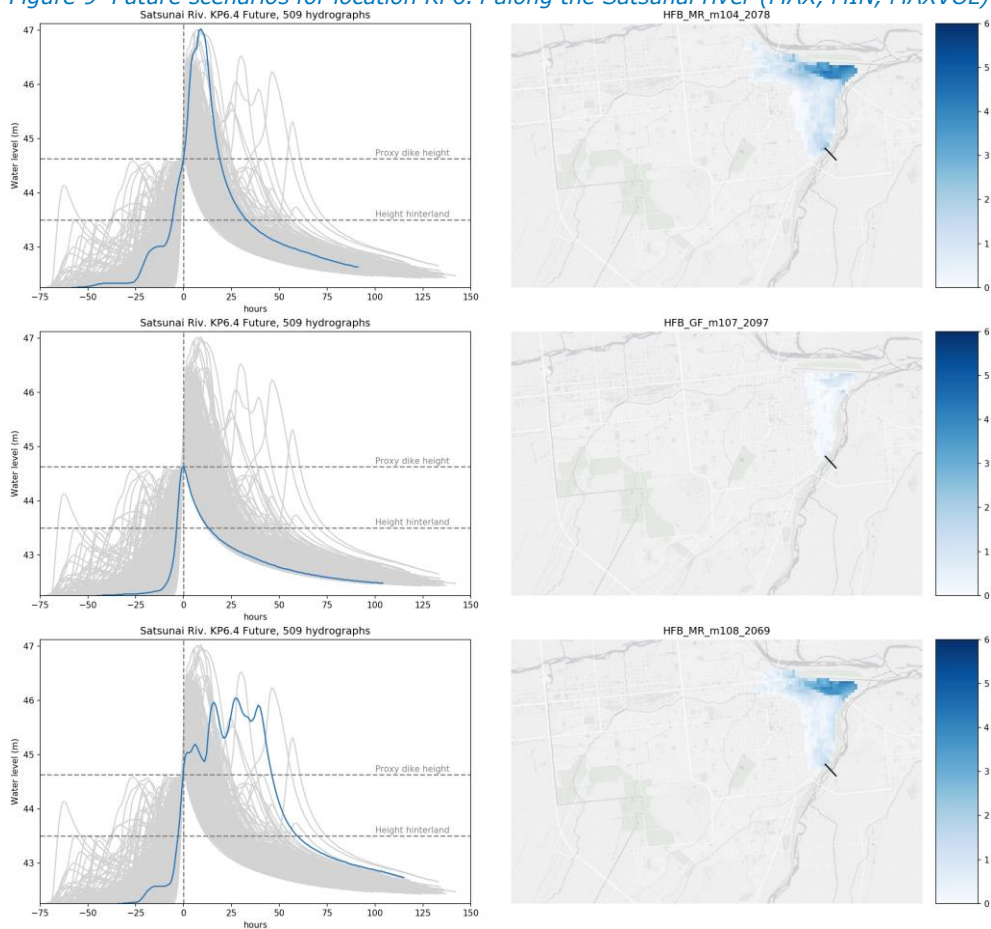 Figure 9 Future scenarios for location KP6.4 along the Satsunai river (MAX, MIN, MAXVOL)
Satsunai Riv. KP6.4 Future, 509 hydrographs
HFB_MR_m104_2078
47
46
45
44
43
Water level (m)
Proxy dike height
Height hinterland
−75 −50 −25 0 25 50 75 100 125 150
hours
6
5
4
3
2
1
0
Satsunai Riv. KP6.4 Future, 509 hydrographs
HFB_GF_m107_2097
47
46
45
44
43
Water level (m)
Proxy dike height
Height hinterland
−75 −50 −25 0 25 50 75 100 125 150
hours
6
5
4
3
2
1
0
Satsunai Riv. KP6.4 Future, 509 hydrographs
HFB_MR_m108_2069
47
46
45
44
43
Water level (m)
Proxy dike height
Height hinterland
−75 −50 −25 0 25 50 75 100 125 150
hours
6
5
4
3
2
1
0